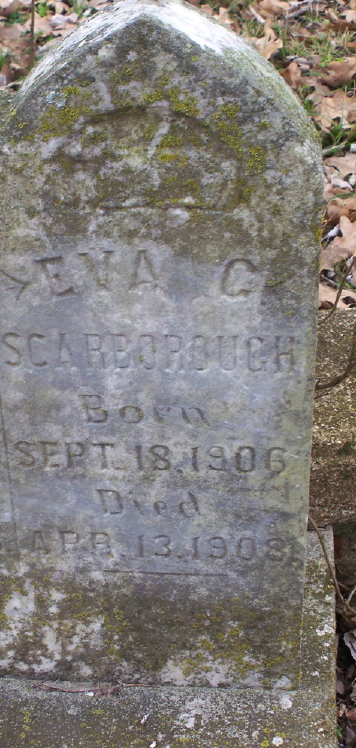 EVA C
SCARBOROUGH
Born
SEPT. 18, 1906
Died
APR. 13, 1908